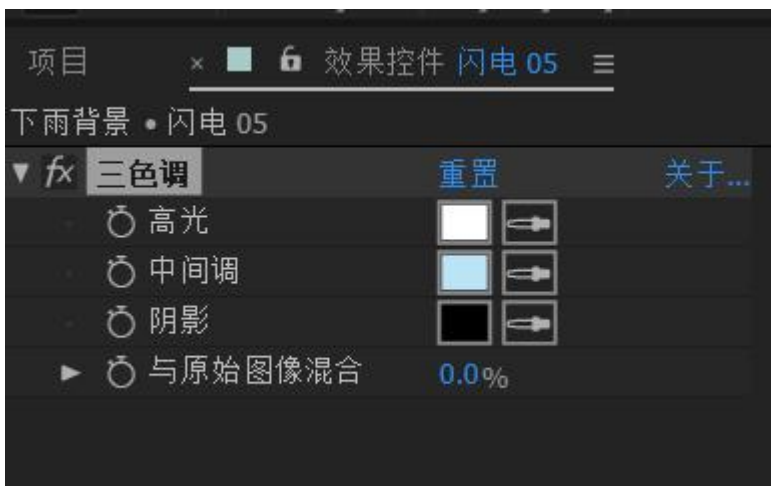 项目 × 效果控件 闪电 05 ≡
下雨背景 • 闪电 05
fx 三色调 重置 关于...
高光
中间调
阴影
与原始图像混合 0.0%